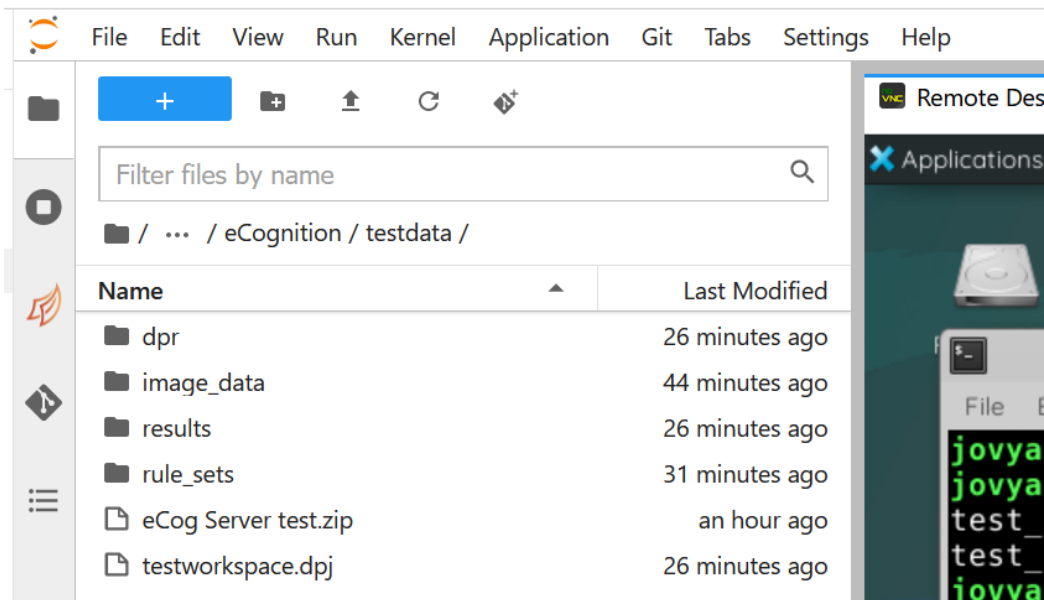 File Edit View Run Kernel Application Git Tabs Settings Help
+
VNC Remote Des
Filter files by name
Applications
/ ... / eCognition / testdata /
Name Last Modified
dpr 26 minutes ago
image_data 44 minutes ago
results 26 minutes ago
rule_sets 31 minutes ago
eCog Server test.zip an hour ago
testworkspace.dpj 26 minutes ago
$_
File
jovya
jovya
test_
test_
jovya